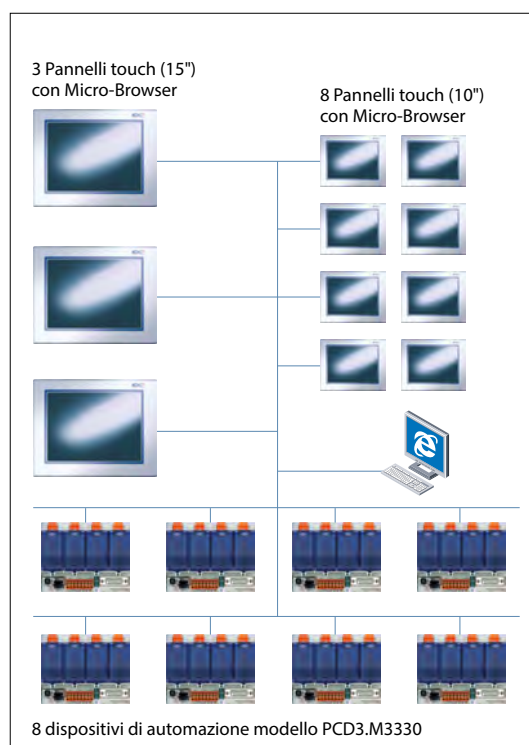 3 Pannelli touch (15")
con Micro-Browser
8 Pannelli touch (10")
con Micro-Browser
8 dispositivi di automazione modello PCD3.M3330